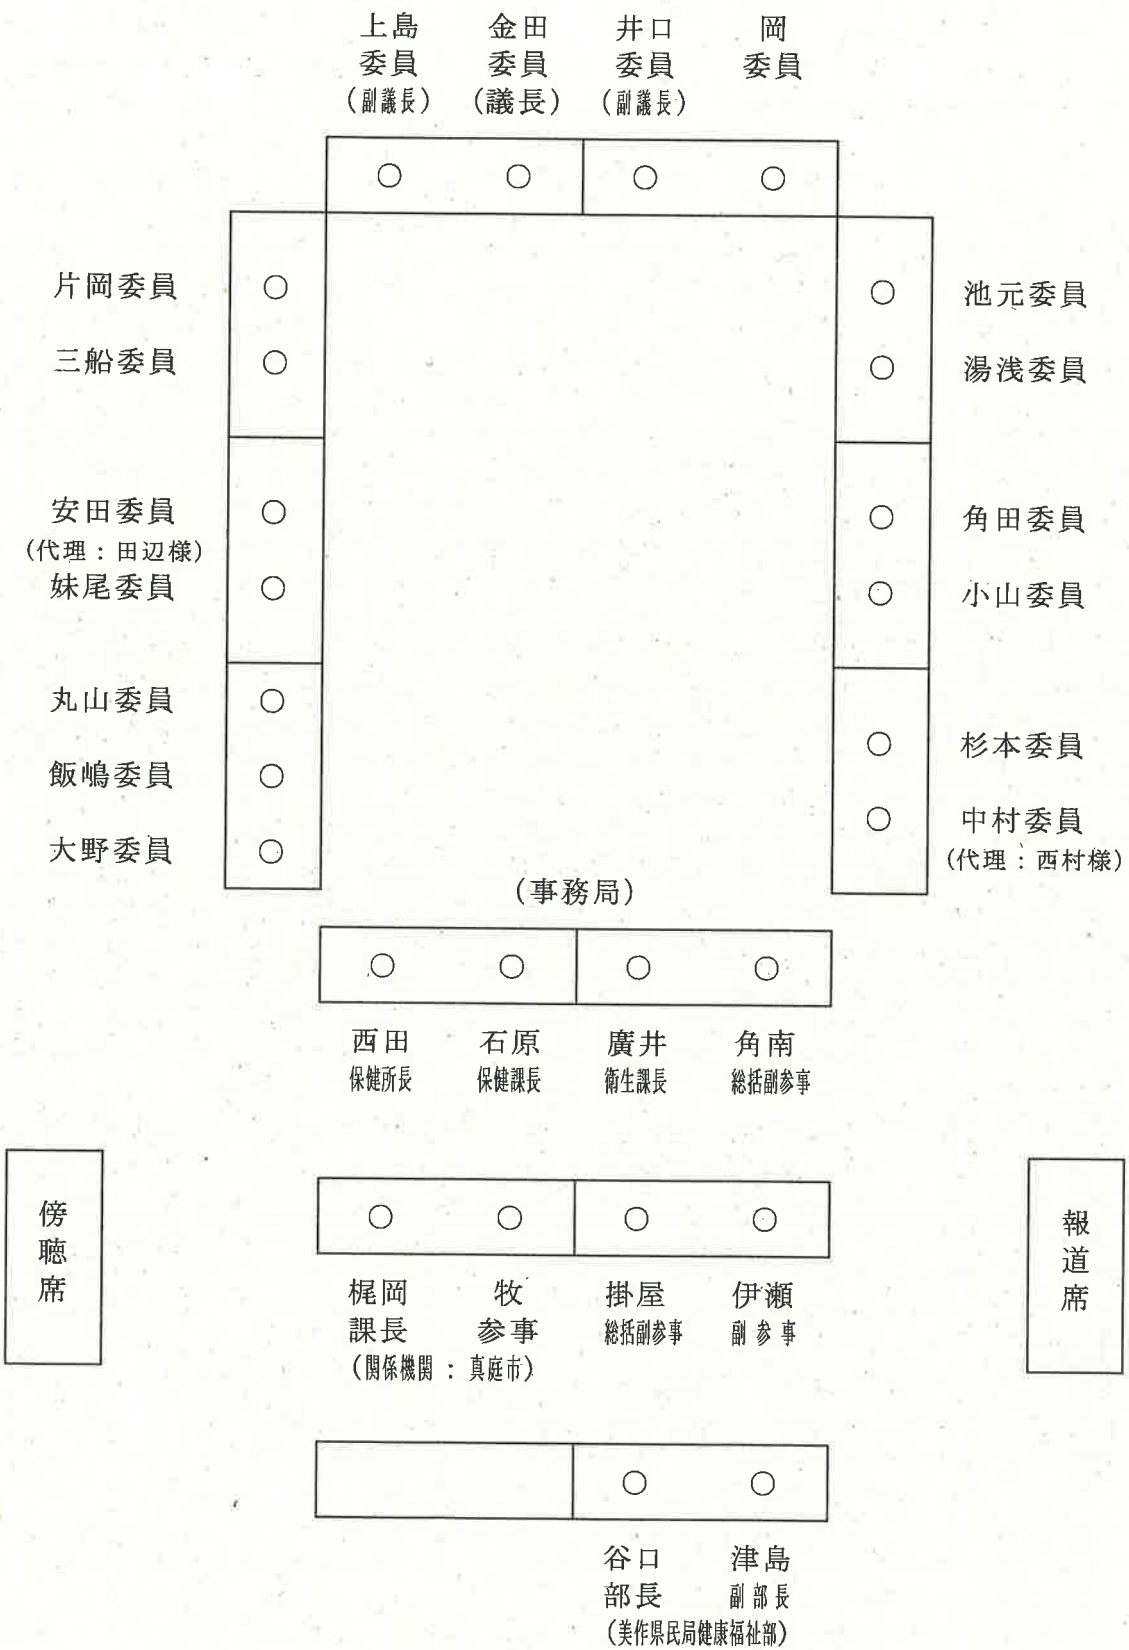 上島
委員
(副議長)
金田
委員
(議長)
井口
委員
(副議長)
岡
委員
片岡委員
三船委員
安田委員
(代理:田辺様)
妹尾委員
丸山委員
飯嶋委員
大野委員
池元委員
湯浅委員
角田委員
小山委員
杉本委員
中村委員
(代理:西村様)
(事務局)
西田
保健所長
石原
保健課長
廣井
衛生課長
角南
総括副参事
傍聴席
報道席
梶岡
課長
牧
参事
(関係機関:真庭市)
掛屋
総括副参事
伊瀬
副参事
谷口
部長
津島
副部長
(美作県民局健康福祉部)